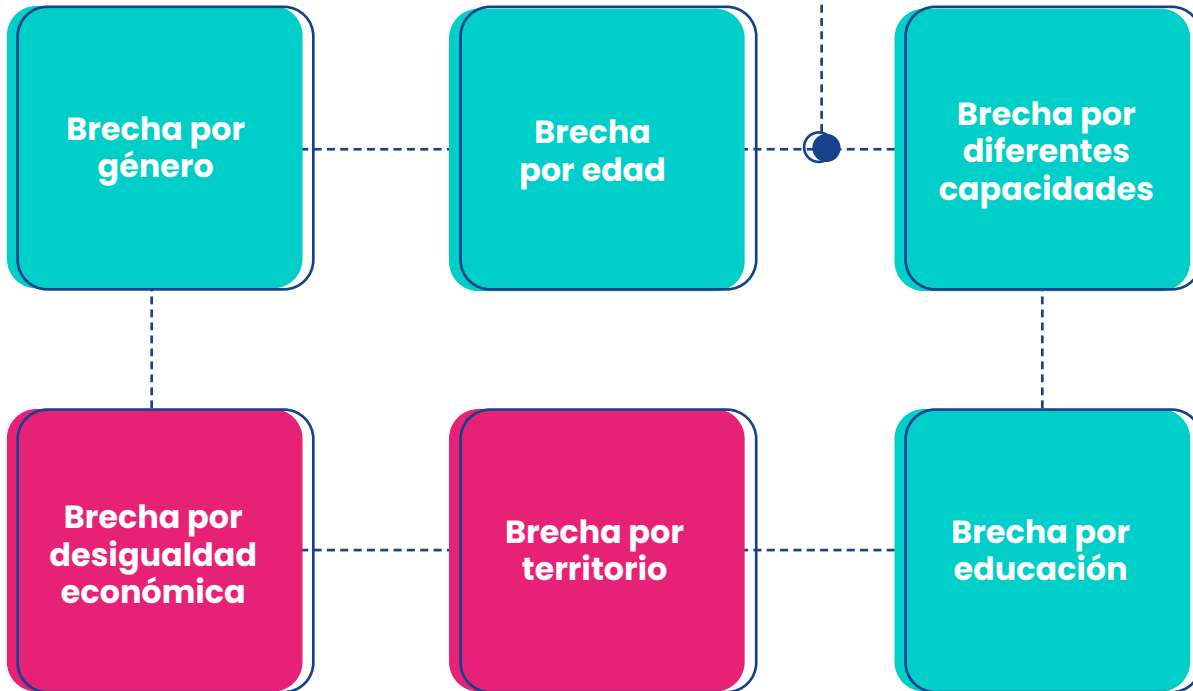 Brecha por
género
Brecha
por edad
Brecha por
diferentes
capacidades
Brecha por
desigualdad
económica
Brecha por
territorio
Brecha por
educación